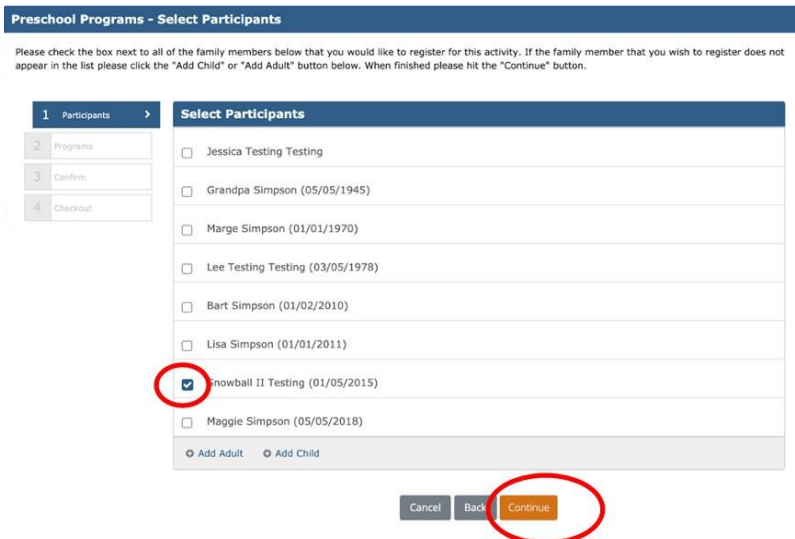 Preschool Programs - Select Participants
Please check the box next to all of the family members below that you would like to register for this activity. If the family member that you wish to register does not
appear in the list please click the "Add Child" or "Add Adult" button below. When finished please hit the "Continue" button.
1 Participants
2 Programs
3 Confirm
4 Checkout
Select Participants
Jessica Testing Testing
Grandpa Simpson (05/05/1945)
Marge Simpson (01/01/1970)
Lee Testing Testing (03/05/1978)
Bart Simpson (01/02/2010)
Lisa Simpson (01/01/2011)
Snowball II Testing (01/05/2015)
Maggie Simpson (05/05/2018)
Add Adult Add Child
Cancel Back Continue